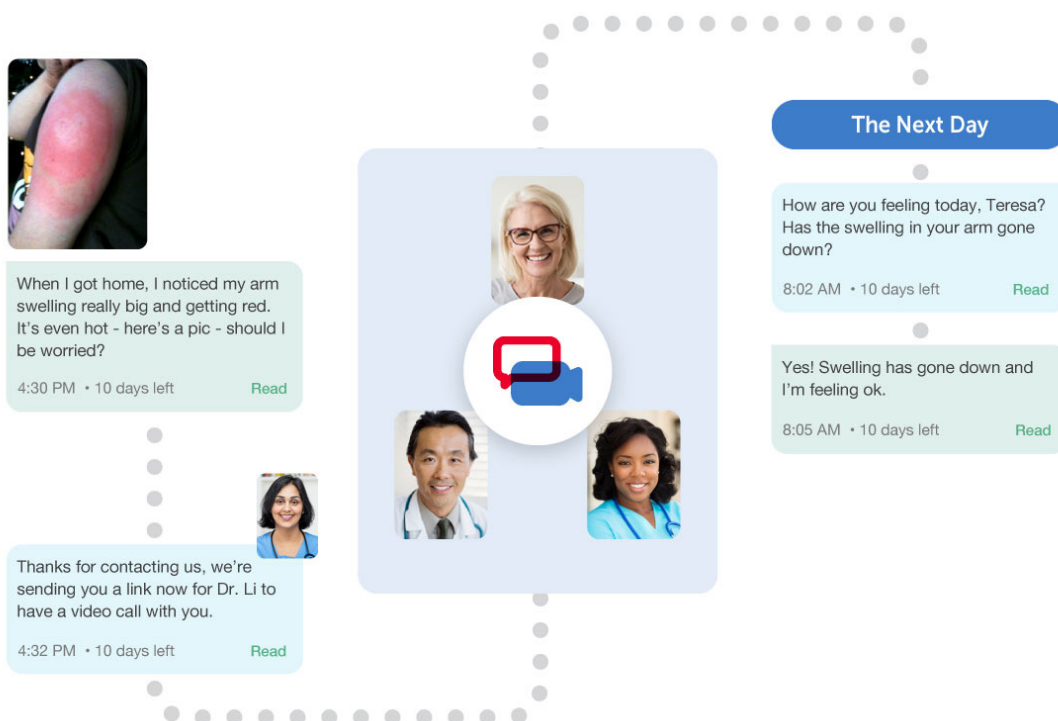 When I got home, I noticed my arm
swelling really big and getting red.
It's even hot - here's a pic - should I
be worried?
4:30 PM • 10 days left Read
Thanks for contacting us, we're
sending you a link now for Dr. Li to
have a video call with you.
4:32 PM • 10 days left Read
The Next Day
How are you feeling today, Teresa?
Has the swelling in your arm gone
down?
8:02 AM • 10 days left Read
Yes! Swelling has gone down and
I'm feeling ok.
8:05 AM • 10 days left Read